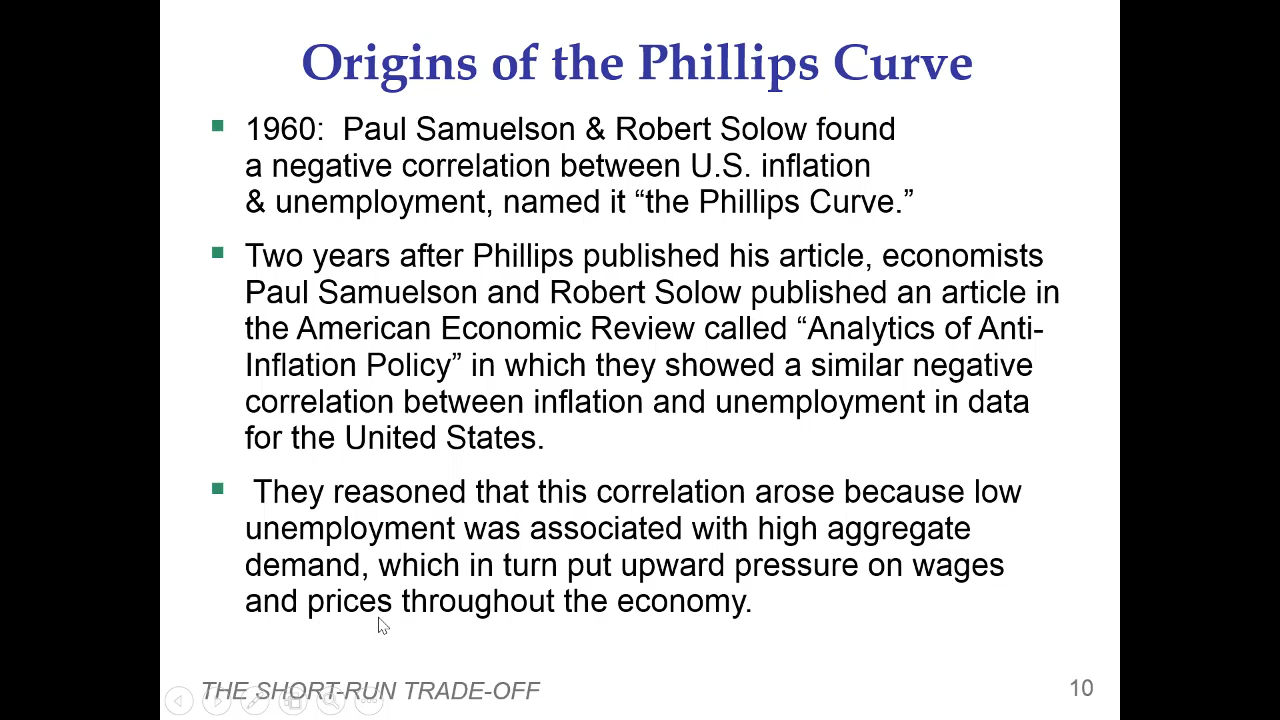 Origins of the Phillips Curve
1960:  Paul Samuelson & Robert Solow found
a negative correlation between U.S. inflation
& unemployment, named it “the Phillips Curve.”
Two years after Phillips published his article, economists
Paul Samuelson and Robert Solow published an article in
the American Economic Review called “Analytics of Anti-
Inflation Policy” in which they showed a similar negative
correlation between inflation and unemployment in data
for the United States.
They reasoned that this correlation arose because low
unemployment was associated with high aggregate
demand, which in turn put upward pressure on wages
and prices throughout the economy.
THE SHORT-RUN TRADE-OFF
10